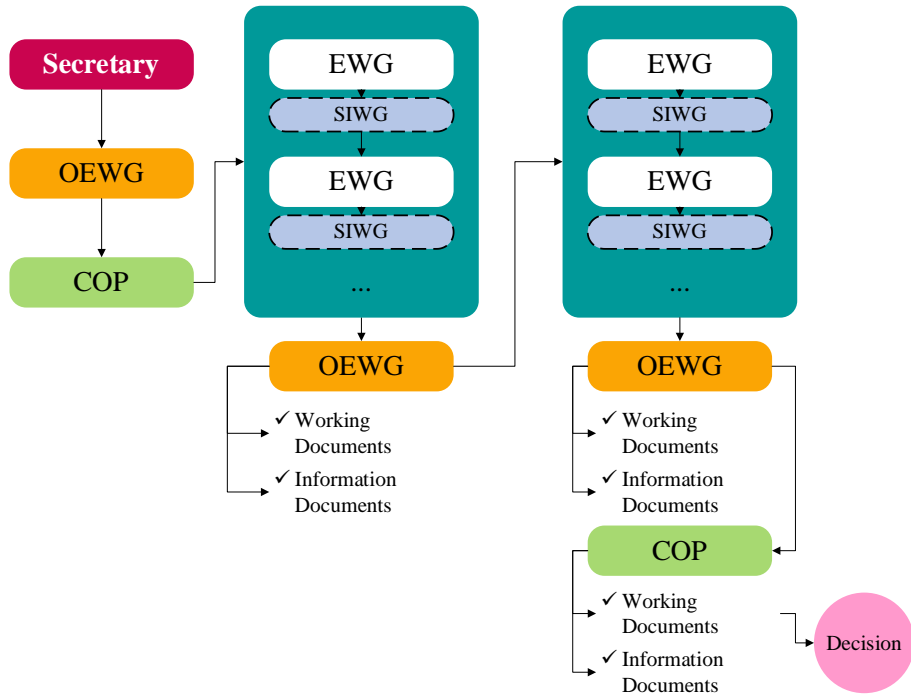 Secretary
OEWG
COP
EWG
SIWG
EWG
SIWG
...
OEWG
✓ Working
Documents
✓ Information
Documents
EWG
SIWG
EWG
SIWG
...
OEWG
✓ Working
Documents
✓ Information
Documents
COP
✓ Working
Documents
✓ Information
Documents
Decision